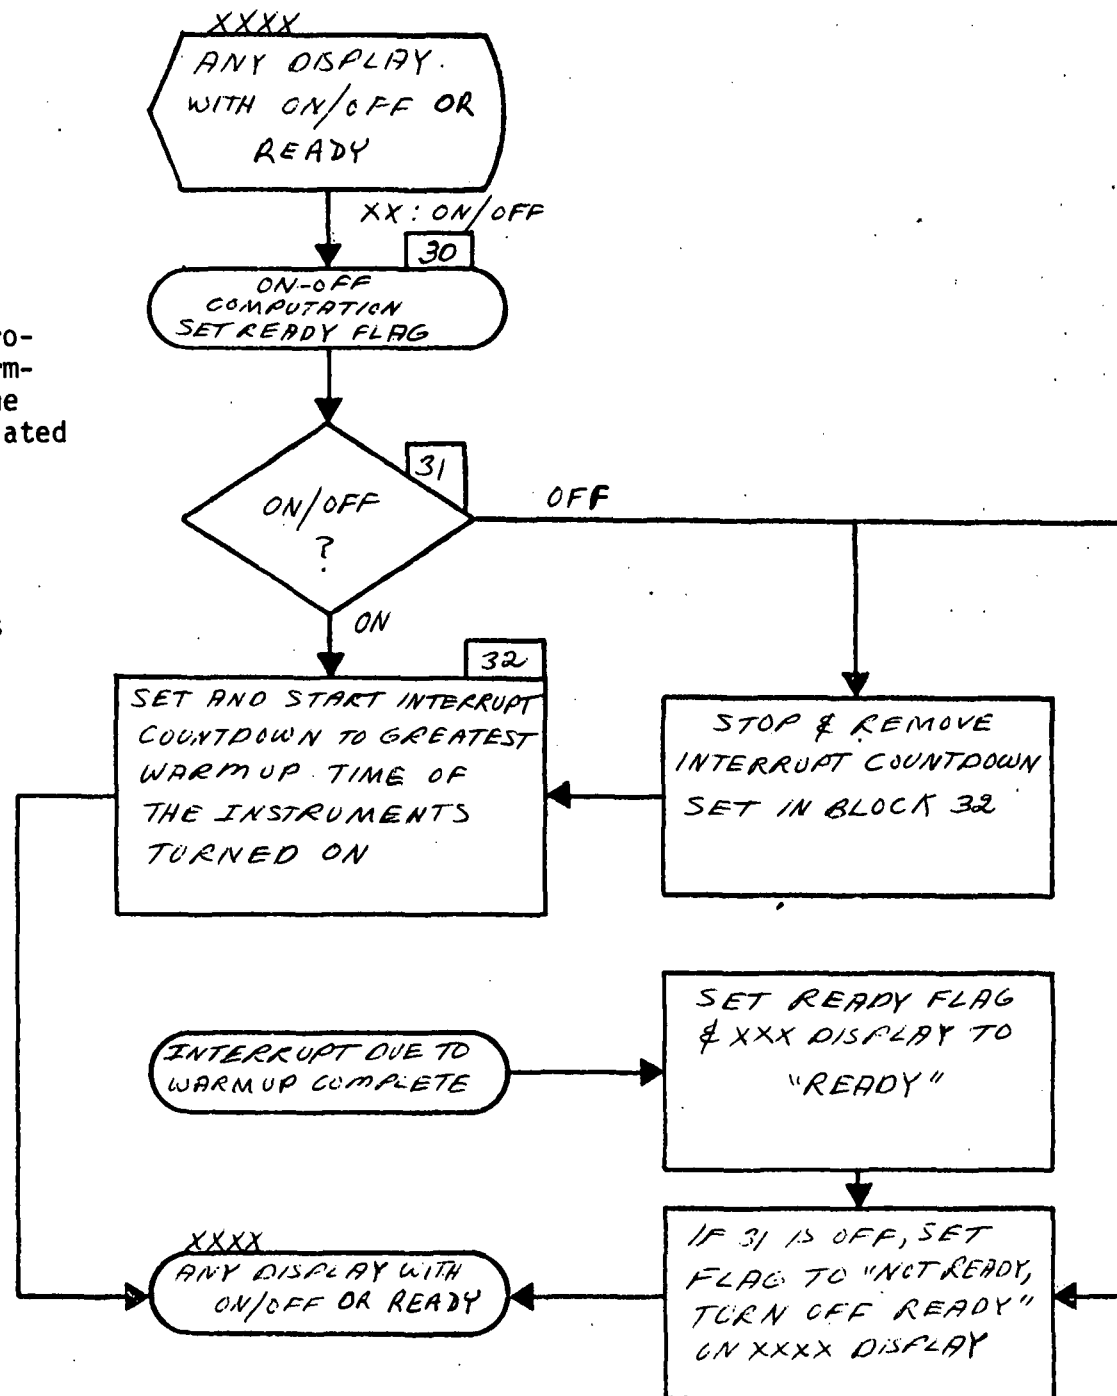 XXXX
ANY DISPLAY.
WITH ON/OFF OR
READY
XX: ON/OFF
30
ON-OFF
COMPUTATION
SET READY FLAG
ro-
rm-
ated
31
ON/OFF
?
OFF
ON
32
SET AND START INTERRUPT
COUNTDOWN TO GREATEST
WARMUP TIME OF
THE INSTRUMENTS
TURNED ON
STOP & REMOVE
INTERRUPT COUNTDOWN
SET IN BLOCK 32
INTERRUPT DUE TO
WARMUP COMPLETE
SET READY FLAG
& XXX DISPLAY TO
"READY"
IF 31 IS OFF, SET
FLAG TO "NOT READY,
TURN OFF READY"
ON XXXX DISPLAY
XXXX
ANY DISPLAY WITH
ON/OFF OR READY